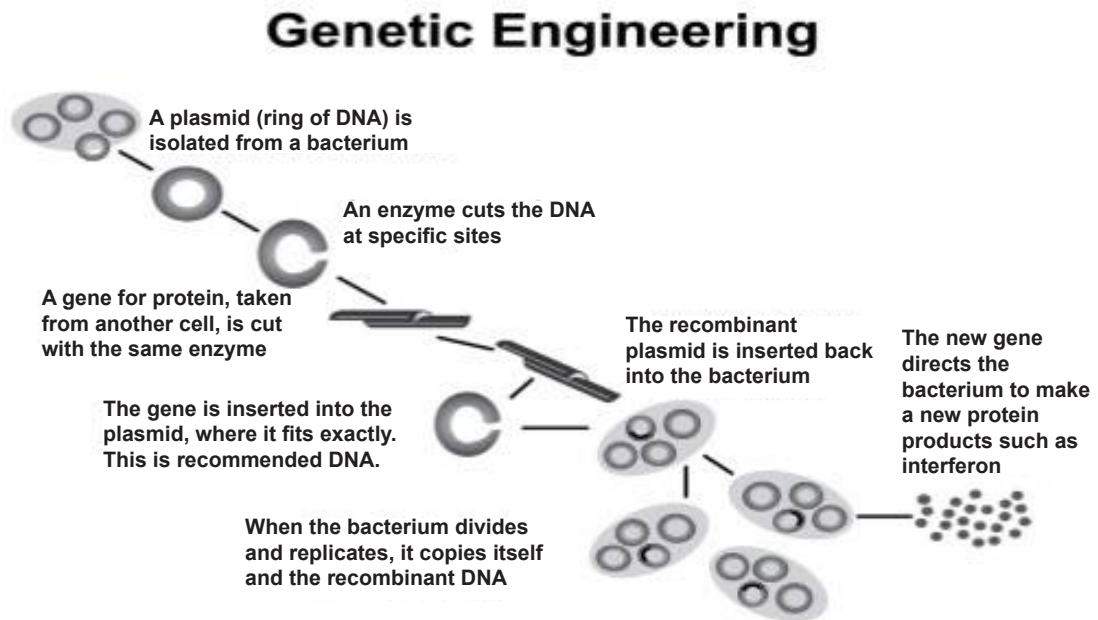 Genetic Engineering
A plasmid (ring of DNA) is
isolated from a bacterium
An enzyme cuts the DNA
at specific sites
A gene for protein, taken
from another cell, is cut
with the same enzyme
The recombinant
plasmid is inserted back
into the bacterium
The new gene
directs the
bacterium to make
a new protein
products such as
interferon
The gene is inserted into the
plasmid, where it fits exactly.
This is recommended DNA.
When the bacterium divides
and replicates, it copies itself
and the recombinant DNA